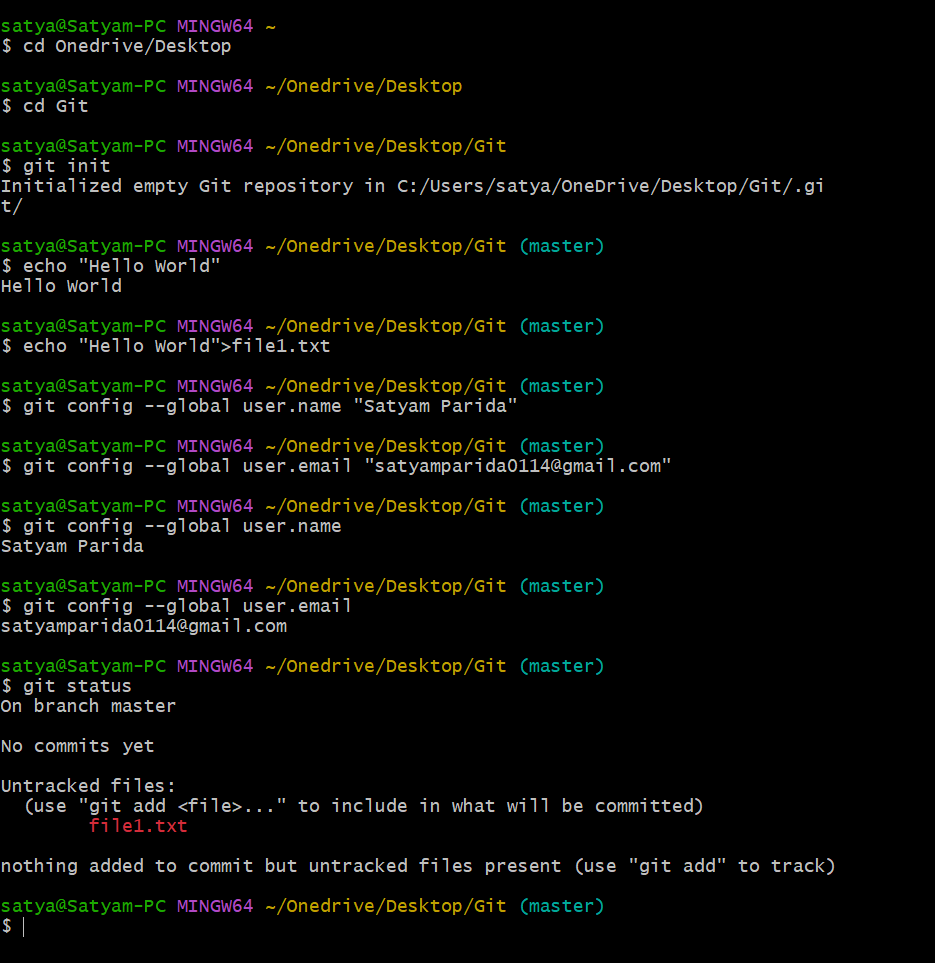 satya@Satyam-PC MINGW64 ~
$ cd Onedrive/Desktop
satya@Satyam-PC MINGW64 ~/Onedrive/Desktop
$ cd Git
satya@Satyam-PC MINGW64 ~/Onedrive/Desktop/Git
$ git init
Initialized empty Git repository in C:/Users/satya/OneDrive/Desktop/Git/.gi
t/
satya@Satyam-PC MINGW64 ~/Onedrive/Desktop/Git (master)
$ echo "Hello World"
Hello World
satya@Satyam-PC MINGW64 ~/Onedrive/Desktop/Git (master)
$ echo "Hello World">file1.txt
satya@Satyam-PC MINGW64 ~/Onedrive/Desktop/Git (master)
$ git config --global user.name "Satyam Parida"
satya@Satyam-PC MINGW64 ~/Onedrive/Desktop/Git (master)
$ git config --global user.email "satyamparida0114@gmail.com"
satya@Satyam-PC MINGW64 ~/Onedrive/Desktop/Git (master)
$ git config --global user.name
Satyam Parida
satya@Satyam-PC MINGW64 ~/Onedrive/Desktop/Git (master)
$ git config --global user.email
satyamparida0114@gmail.com
satya@Satyam-PC MINGW64 ~/Onedrive/Desktop/Git (master)
$ git status
On branch master
No commits yet
Untracked files:
  (use "git add <file>..." to include in what will be committed)
        file1.txt
nothing added to commit but untracked files present (use "git add" to track)
satya@Satyam-PC MINGW64 ~/Onedrive/Desktop/Git (master)
$